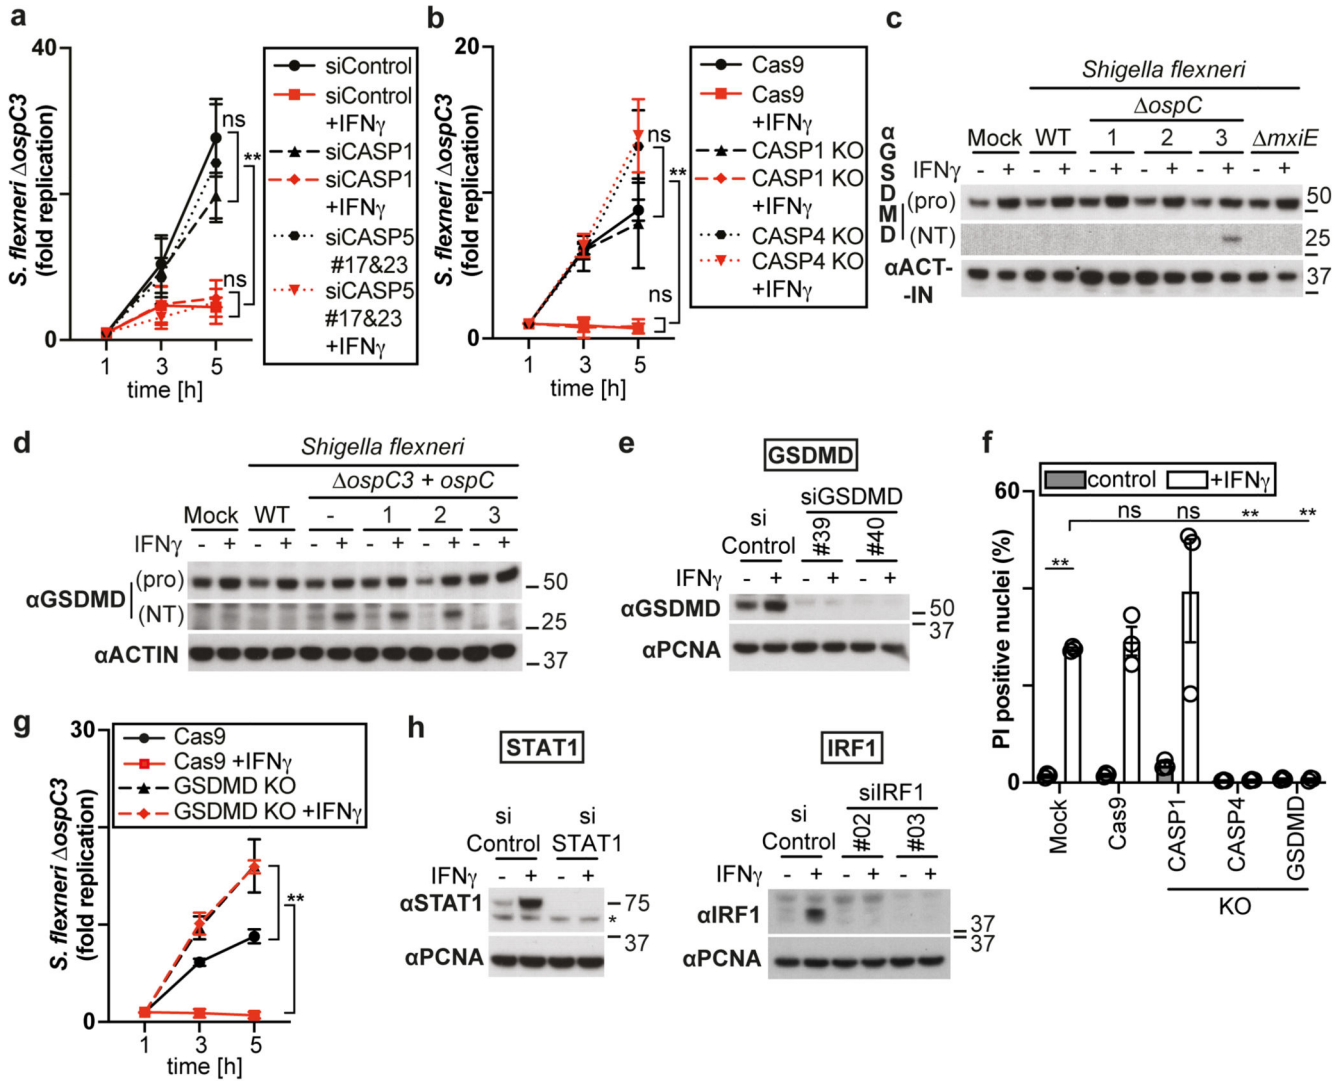 a
S. flexneri ΔospC3
(fold replication)
40
0
1 3 5
time [h]
ns
**
ns
siControl
siControl
+IFNγ
siCASP1
siCASP1
+IFNγ
siCASP5
#17&23
siCASP5
#17&23
+IFNγ
b
S. flexneri ΔospC3
(fold replication)
20
0
1 3 5
time [h]
ns
**
ns
Cas9
Cas9
+IFNγ
CASP1 KO
CASP1 KO
+IFNγ
CASP4 KO
CASP4 KO
+IFNγ
c
Shigella flexneri
ΔospC
Mock WT 1 2 3 ΔmxiE
IFNγ - + - + - + - + - + - +
αGSDMD
(pro) 50
(NT) 25
αACT-
-IN
37
d
Shigella flexneri
ΔospC3 + ospC
Mock WT - 1 2 3
IFNγ - + - + - + - + - + - +
αGSDMD
(pro) 50
(NT) 25
αACTIN 37
e
GSDMD
siGSDMD
si
Control
#39
#40
IFNγ - + - + - +
αGSDMD 50
37
αPCNA
f
control +IFNγ
PI positive nuclei (%)
60
0
ns ns ** **
**
Mock
Cas9
CASP1
CASP4
GSDMD
KO
g
S. flexneri ΔospC3
(fold replication)
30
0
1 3 5
time [h]
Cas9
Cas9 +IFNγ
GSDMD KO
GSDMD KO +IFNγ
**
h
STAT1
si
Control
si
STAT1
IFNγ - + - +
αSTAT1 75
*
37
αPCNA
IRF1
siIRF1
si
Control
#02
#03
IFNγ - + - + - +
αIRF1 37
37
αPCNA